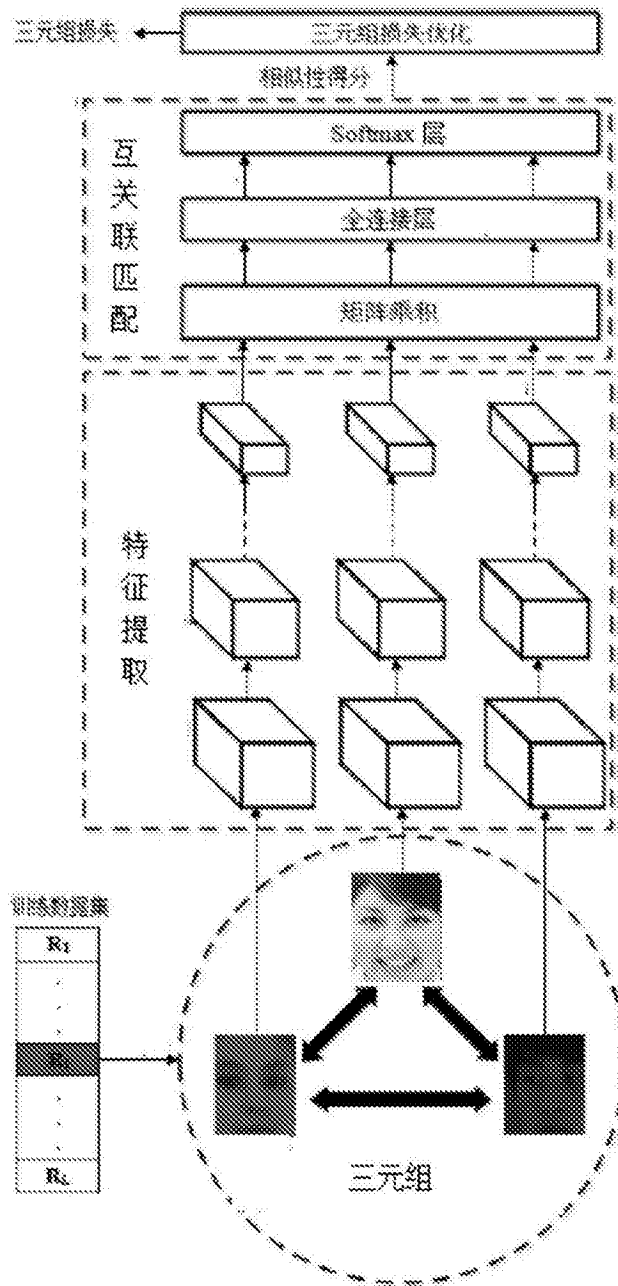 三元组损失
三元组损失优化
相似性得分
Softmax 层
全连接层
矩阵乘积
互关联匹配
特征提取
训练数据集
R₁
R_L
三元组